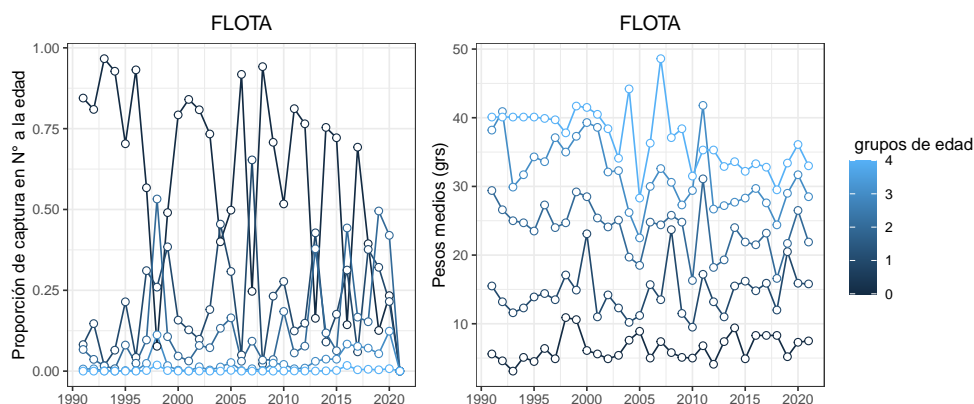 FLOTA
Proporción de captura en N° a la edad
1.00
0.75
0.50
0.25
0.00
1990 1995 2000 2005 2010 2015 2020
FLOTA
Pesos medios (grs)
50
40
30
20
10
1990 1995 2000 2005 2010 2015 2020
grupos de edad
4
3
2
1
0